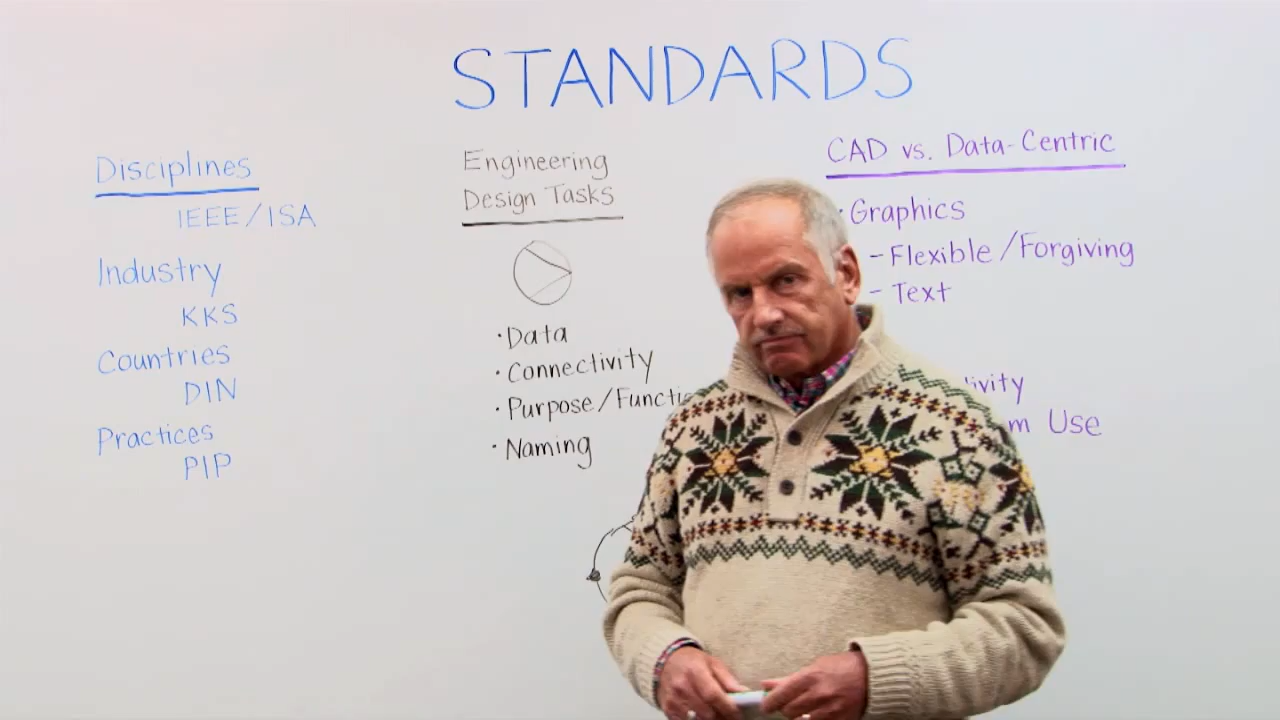 STANDARDS
Disciplines
IEEE/ISA
Industry
KKS
Countries
DIN
Practices
PIP
Engineering
Design Tasks
•Data
•Connectivity
•Purpose/
•Naming
CAD vs. Data-Centric
•Graphics
- Flexible/Forgiving
- Text
Use